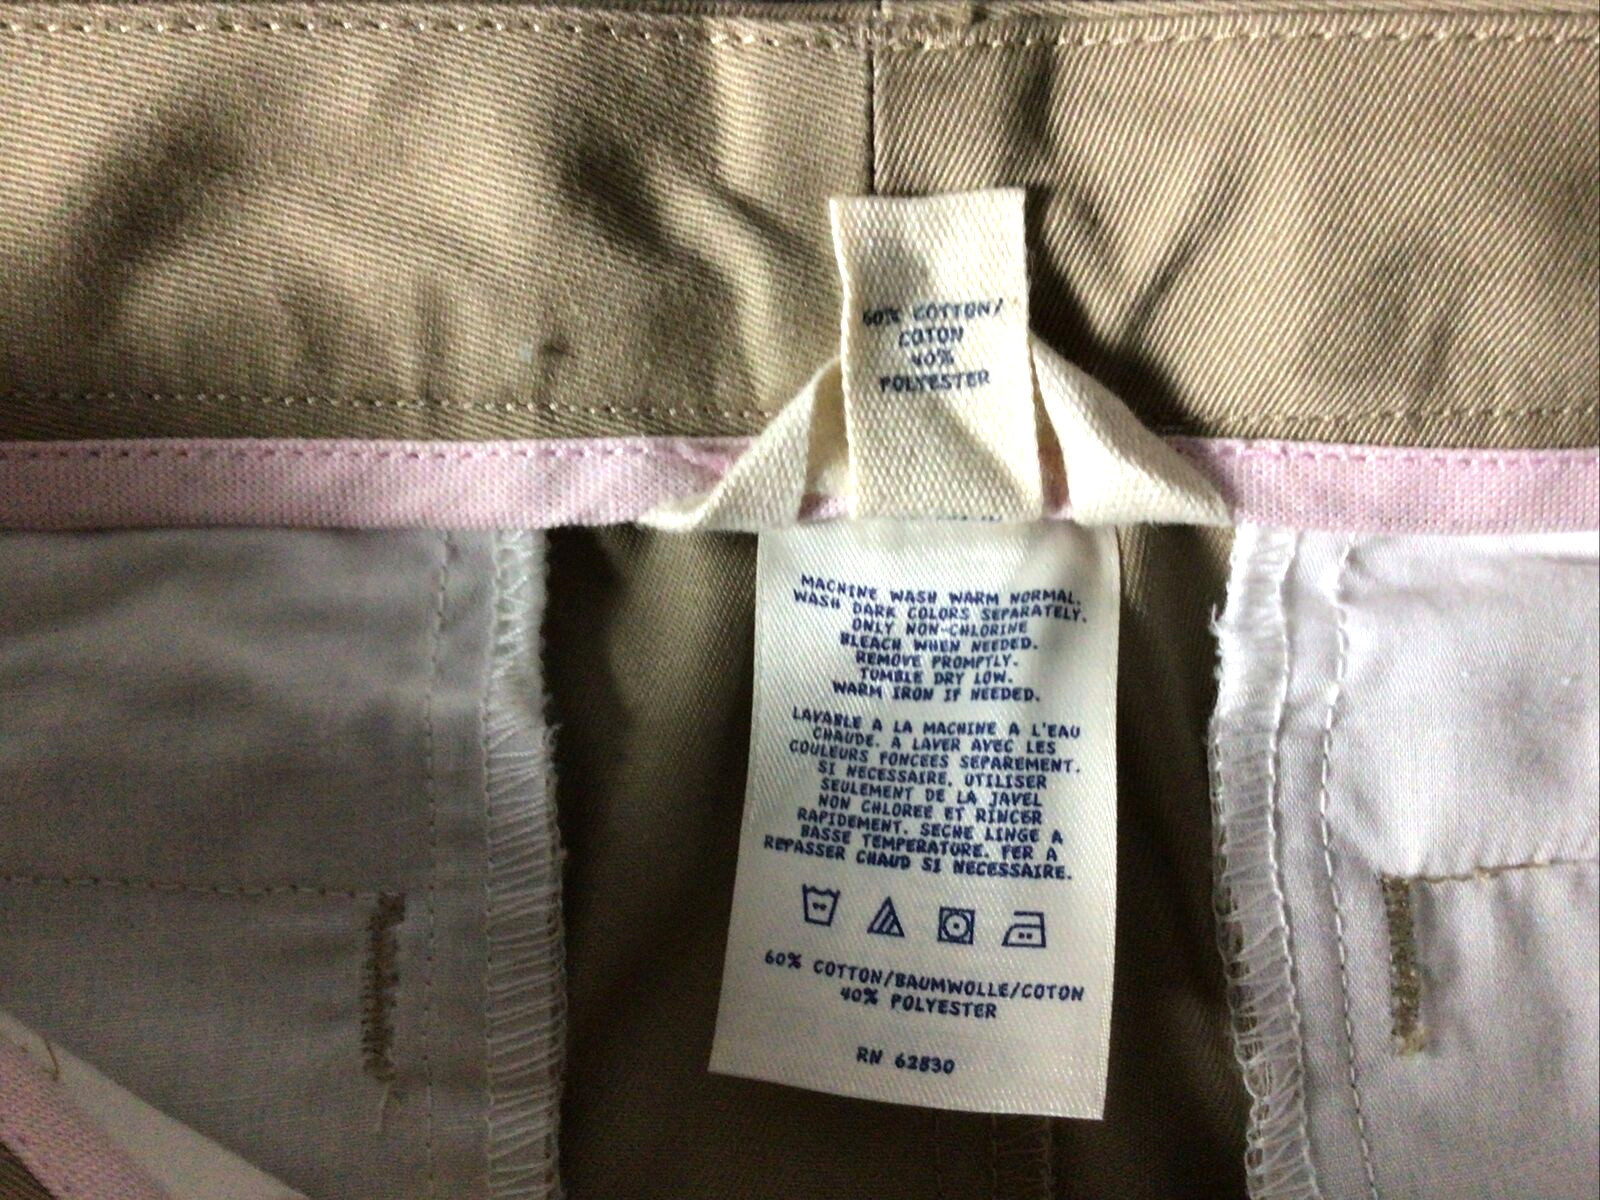 60% COTTON/
COTON
40%
POLYESTER
MACHINE WASH WARM NORMAL.
WASH DARK COLORS SEPARATELY.
ONLY NON-CHLORINE
BLEACH WHEN NEEDED.
REMOVE PROMPTLY.
TUMBLE DRY LOW.
WARM IRON IF NEEDED.
LAVABLE A LA MACHINE A L'EAU
CHAUDE. A LAVER AVEC LES
COULEURS FONCEES SEPAREMENT.
SI NECESSAIRE, UTILISER
SEULEMENT DE LA JAVEL
NON CHLOREE ET RINCER
RAPIDEMENT. SECHE LINGE A
BASSE TEMPERATURE. FER A
REPASSER CHAUD SI NECESSAIRE.
60% COTTON/BAUMWOLLE/COTON
40% POLYESTER
RN 62830